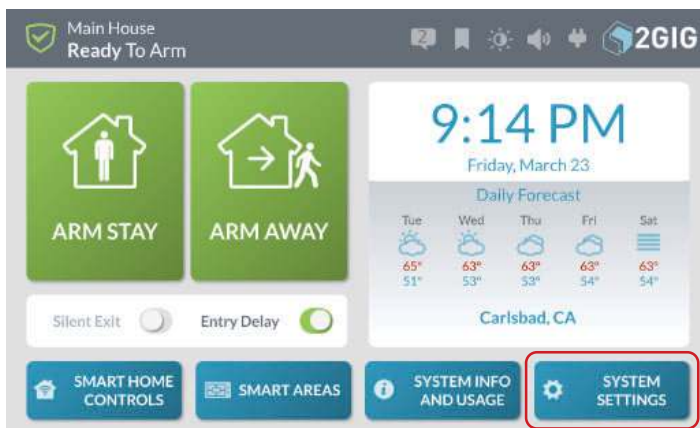 Main House
Ready To Arm
2
2GIG
ARM STAY
ARM AWAY
9:14 PM
Friday, March 23
Daily Forecast
Tue Wed Thu Fri Sat
65° 63° 63° 63° 63°
51° 53° 53° 54° 54°
Carlsbad, CA
Silent Exit
Entry Delay
SMART HOME
CONTROLS
SMART AREAS
SYSTEM INFO
AND USAGE
SYSTEM
SETTINGS